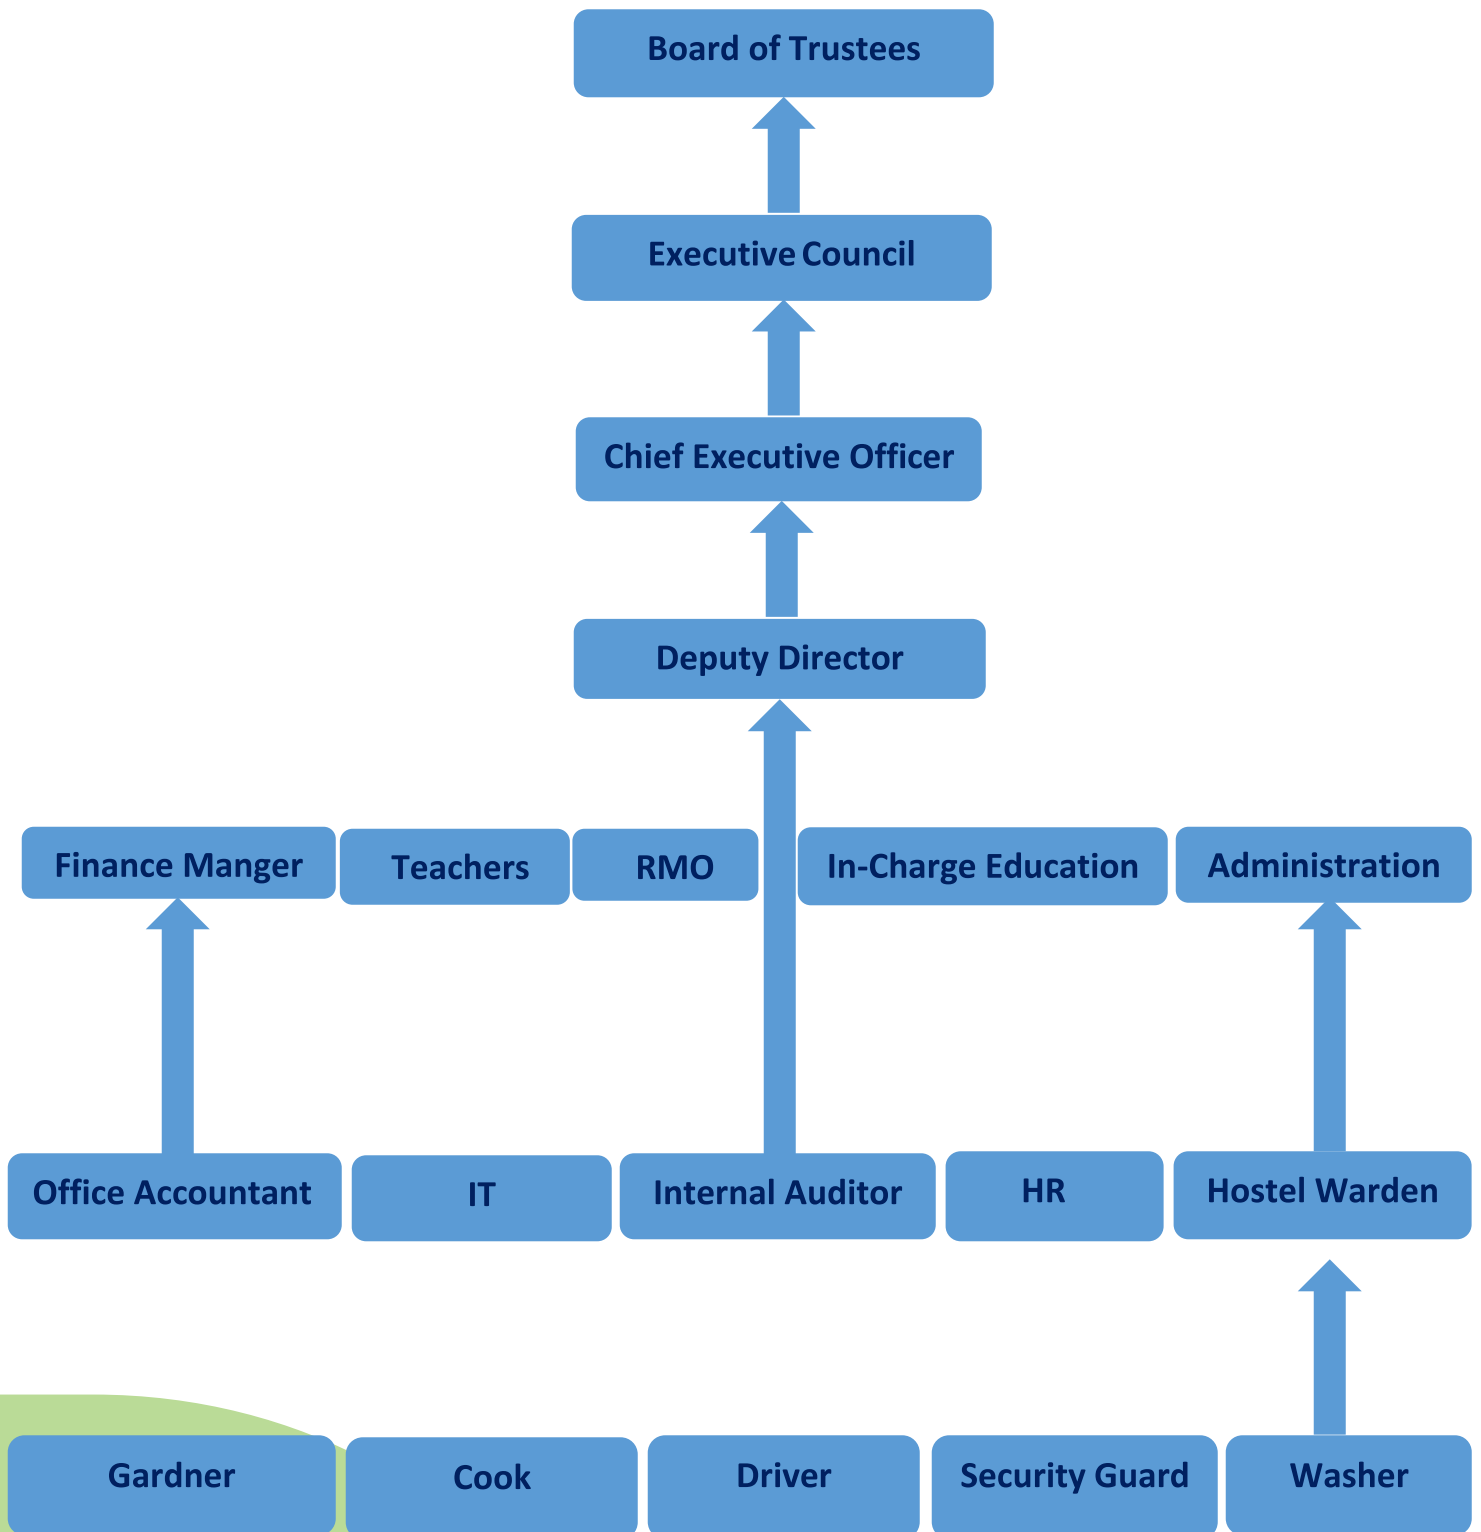 Board of Trustees
Executive Council
Chief Executive Officer
Deputy Director
Finance Manger
Teachers
RMO
In-Charge Education
Administration
Office Accountant
IT
Internal Auditor
HR
Hostel Warden
Gardner
Cook
Driver
Security Guard
Washer